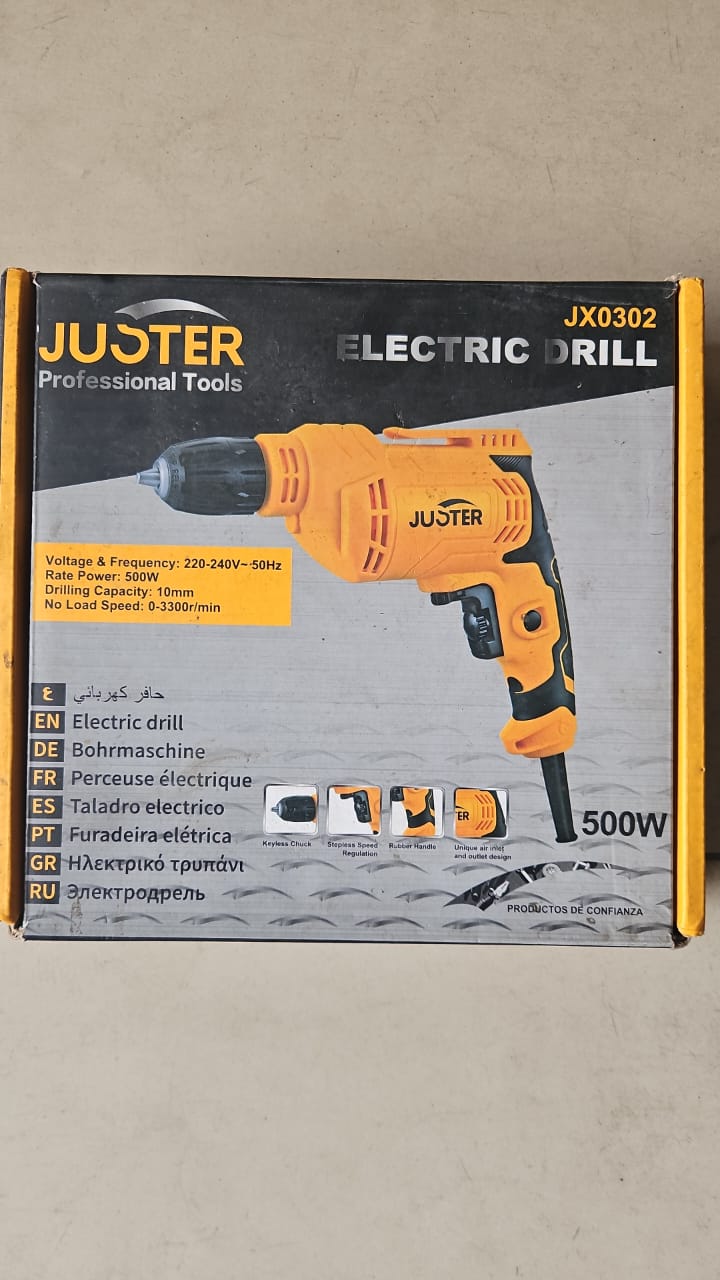 JUSTER
Professional Tools
JX0302
ELECTRIC DRILL
JUSTER
Voltage & Frequency: 220-240V~50Hz
Rate Power: 500W
Drilling Capacity: 10mm
No Load Speed: 0-3300r/min
ع حافر كهربائي
EN Electric drill
DE Bohrmaschine
FR Perceuse électrique
ES Taladro electrico
PT Furadeira elétrica
GR Ηλεκτρικό τρυπάνι
RU Электродрель
Keyless Chuck
Stepless Speed
Regulation
Rubber Handle
TER
Unique air inlet
and outlet design
500W
PRODUCTOS DE CONFIANZA